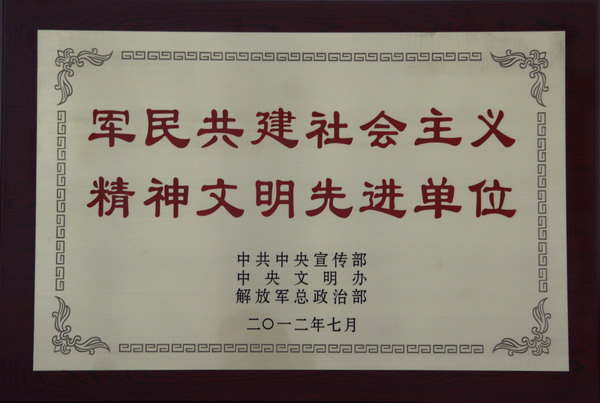 军民共建社会主义
精神文明先进单位
中共中央宣传部
中央文明办
解放军总政治部
二〇一二年七月